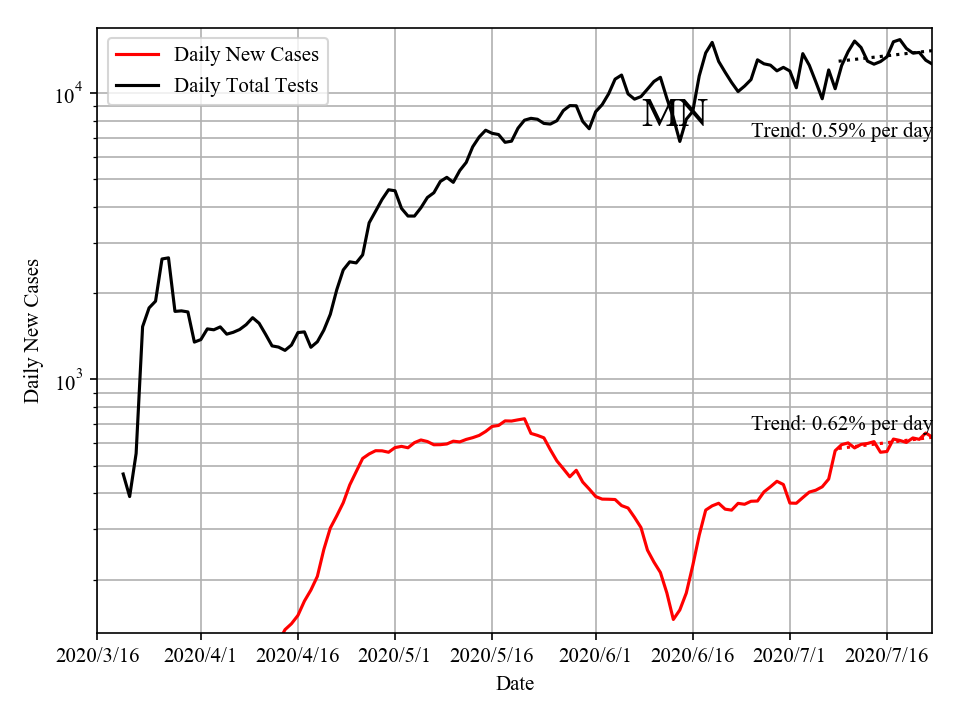 Daily New Cases
Daily Total Tests
10^4
MN
Trend: 0.59% per day
Daily New Cases
10^3
Trend: 0.62% per day
2020/3/16 2020/4/1 2020/4/16 2020/5/1 2020/5/16 2020/6/1 2020/6/16 2020/7/1 2020/7/16
Date